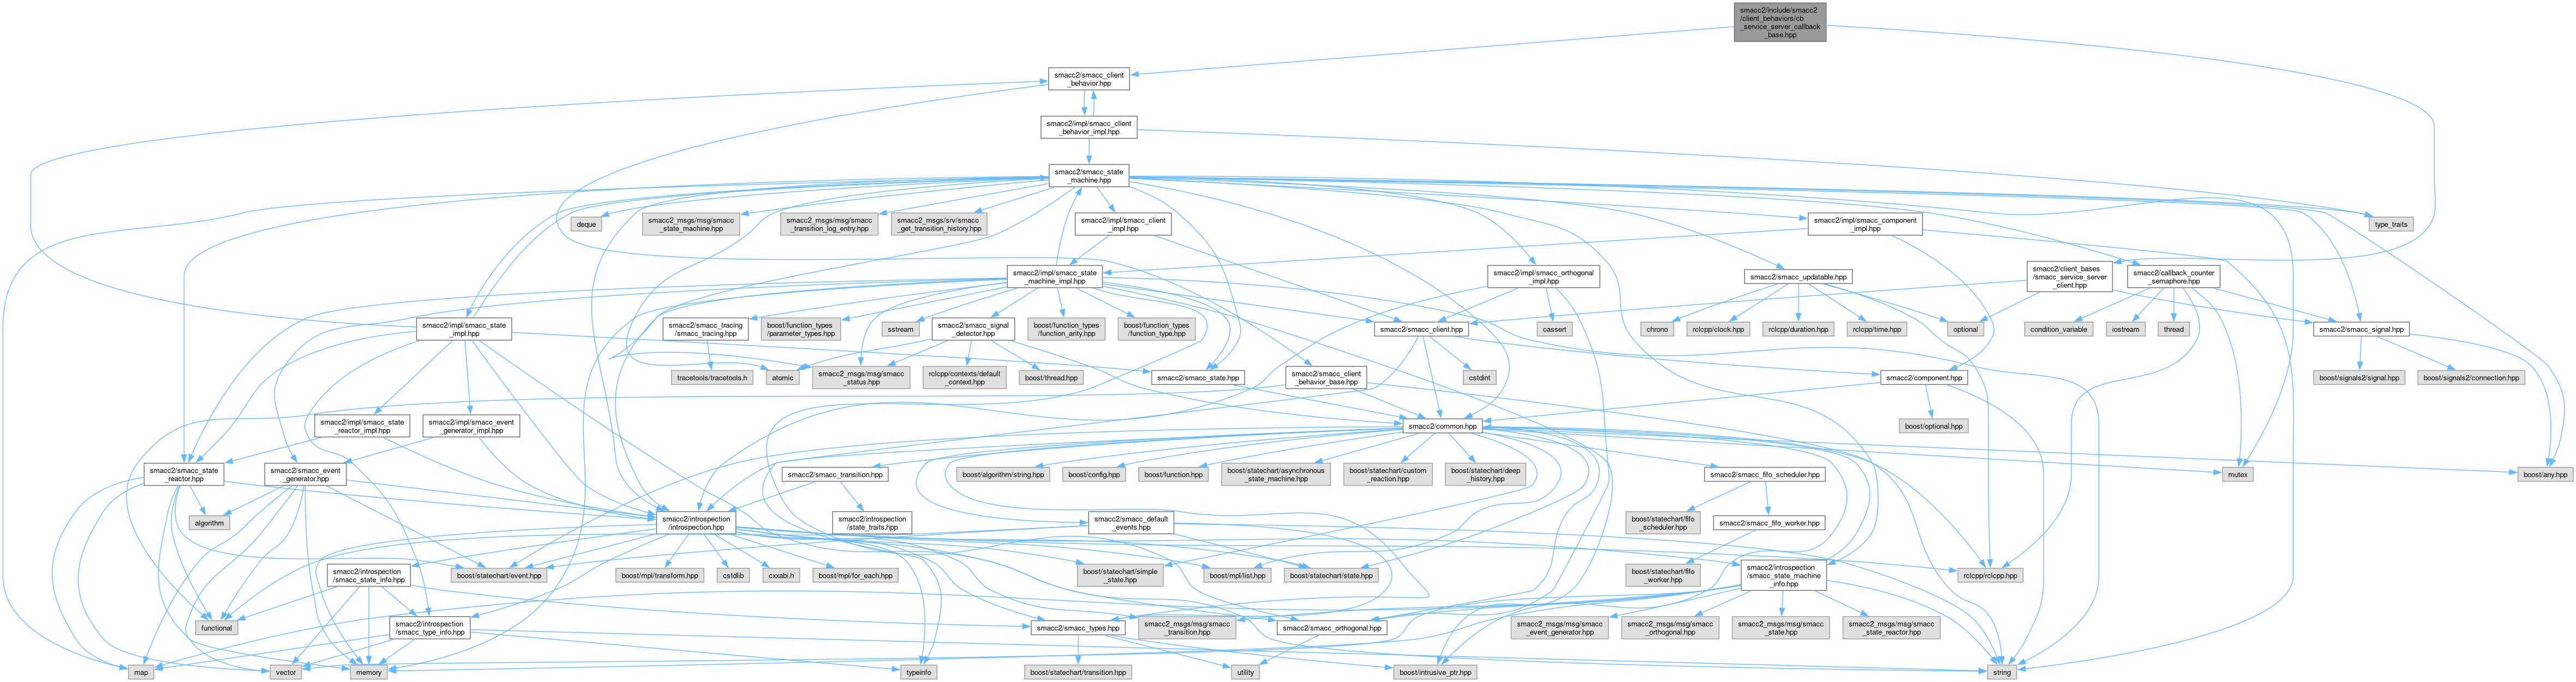 smacc2/include/smacc2
/client_behaviors/cb
_service_server_callback
_base.hpp
smacc2/smacc_client
_behavior.hpp
smacc2/impl/smacc_client
_behavior_impl.hpp
smacc2/smacc_state
_machine.hpp
deque
smacc2_msgs/msg/smacc
_state_machine.hpp
smacc2_msgs/msg/smacc
_transition_log_entry.hpp
smacc2_msgs/srv/smacc
_get_transition_history.hpp
smacc2/impl/smacc_client
_impl.hpp
smacc2/impl/smacc_component
_impl.hpp
type_traits
smacc2/impl/smacc_state
_machine_impl.hpp
smacc2/impl/smacc_orthogonal
_impl.hpp
smacc2/smacc_updatable.hpp
smacc2/client_bases
/smacc_service_server
_client.hpp
smacc2/callback_counter
_semaphore.hpp
smacc2/impl/smacc_state
_impl.hpp
smacc2/smacc_tracing
/smacc_tracing.hpp
boost/function_types
/parameter_types.hpp
sstream
smacc2/smacc_signal
_detector.hpp
boost/function_types
/function_arity.hpp
boost/function_types
/function_type.hpp
smacc2/smacc_client.hpp
cassert
chrono
rclcpp/clock.hpp
rclcpp/duration.hpp
rclcpp/time.hpp
optional
condition_variable
iostream
thread
smacc2/smacc_signal.hpp
tracetools/tracetools.h
atomic
smacc2_msgs/msg/smacc
_status.hpp
rclcpp/contexts/default
_context.hpp
boost/thread.hpp
smacc2/smacc_state.hpp
smacc2/smacc_client
_behavior_base.hpp
cstdint
smacc2/component.hpp
boost/signals2/signal.hpp
boost/signals2/connection.hpp
smacc2/impl/smacc_state
_reactor_impl.hpp
smacc2/impl/smacc_event
_generator_impl.hpp
smacc2/common.hpp
boost/optional.hpp
smacc2/smacc_state
_reactor.hpp
smacc2/smacc_event
_generator.hpp
smacc2/smacc_transition.hpp
boost/algorithm/string.hpp
boost/config.hpp
boost/function.hpp
boost/statechart/asynchronous
_state_machine.hpp
boost/statechart/custom
_reaction.hpp
boost/statechart/deep
_history.hpp
smacc2/smacc_fifo_scheduler.hpp
mutex
boost/any.hpp
algorithm
smacc2/introspection
/introspection.hpp
smacc2/introspection
/state_traits.hpp
smacc2/smacc_default
_events.hpp
boost/statechart/fifo
_scheduler.hpp
smacc2/smacc_fifo_worker.hpp
smacc2/introspection
/smacc_state_info.hpp
boost/statechart/event.hpp
boost/mpl/transform.hpp
cstdlib
cxxabi.h
boost/mpl/for_each.hpp
boost/statechart/simple
_state.hpp
boost/mpl/list.hpp
boost/statechart/state.hpp
boost/statechart/fifo
_worker.hpp
smacc2/introspection
/smacc_state_machine
_info.hpp
rclcpp/rclcpp.hpp
functional
smacc2/introspection
/smacc_type_info.hpp
smacc2/smacc_types.hpp
smacc2_msgs/msg/smacc
_transition.hpp
smacc2/smacc_orthogonal.hpp
smacc2_msgs/msg/smacc
_event_generator.hpp
smacc2_msgs/msg/smacc
_orthogonal.hpp
smacc2_msgs/msg/smacc
_state.hpp
smacc2_msgs/msg/smacc
_state_reactor.hpp
map
vector
memory
typeinfo
boost/statechart/transition.hpp
utility
boost/intrusive_ptr.hpp
string